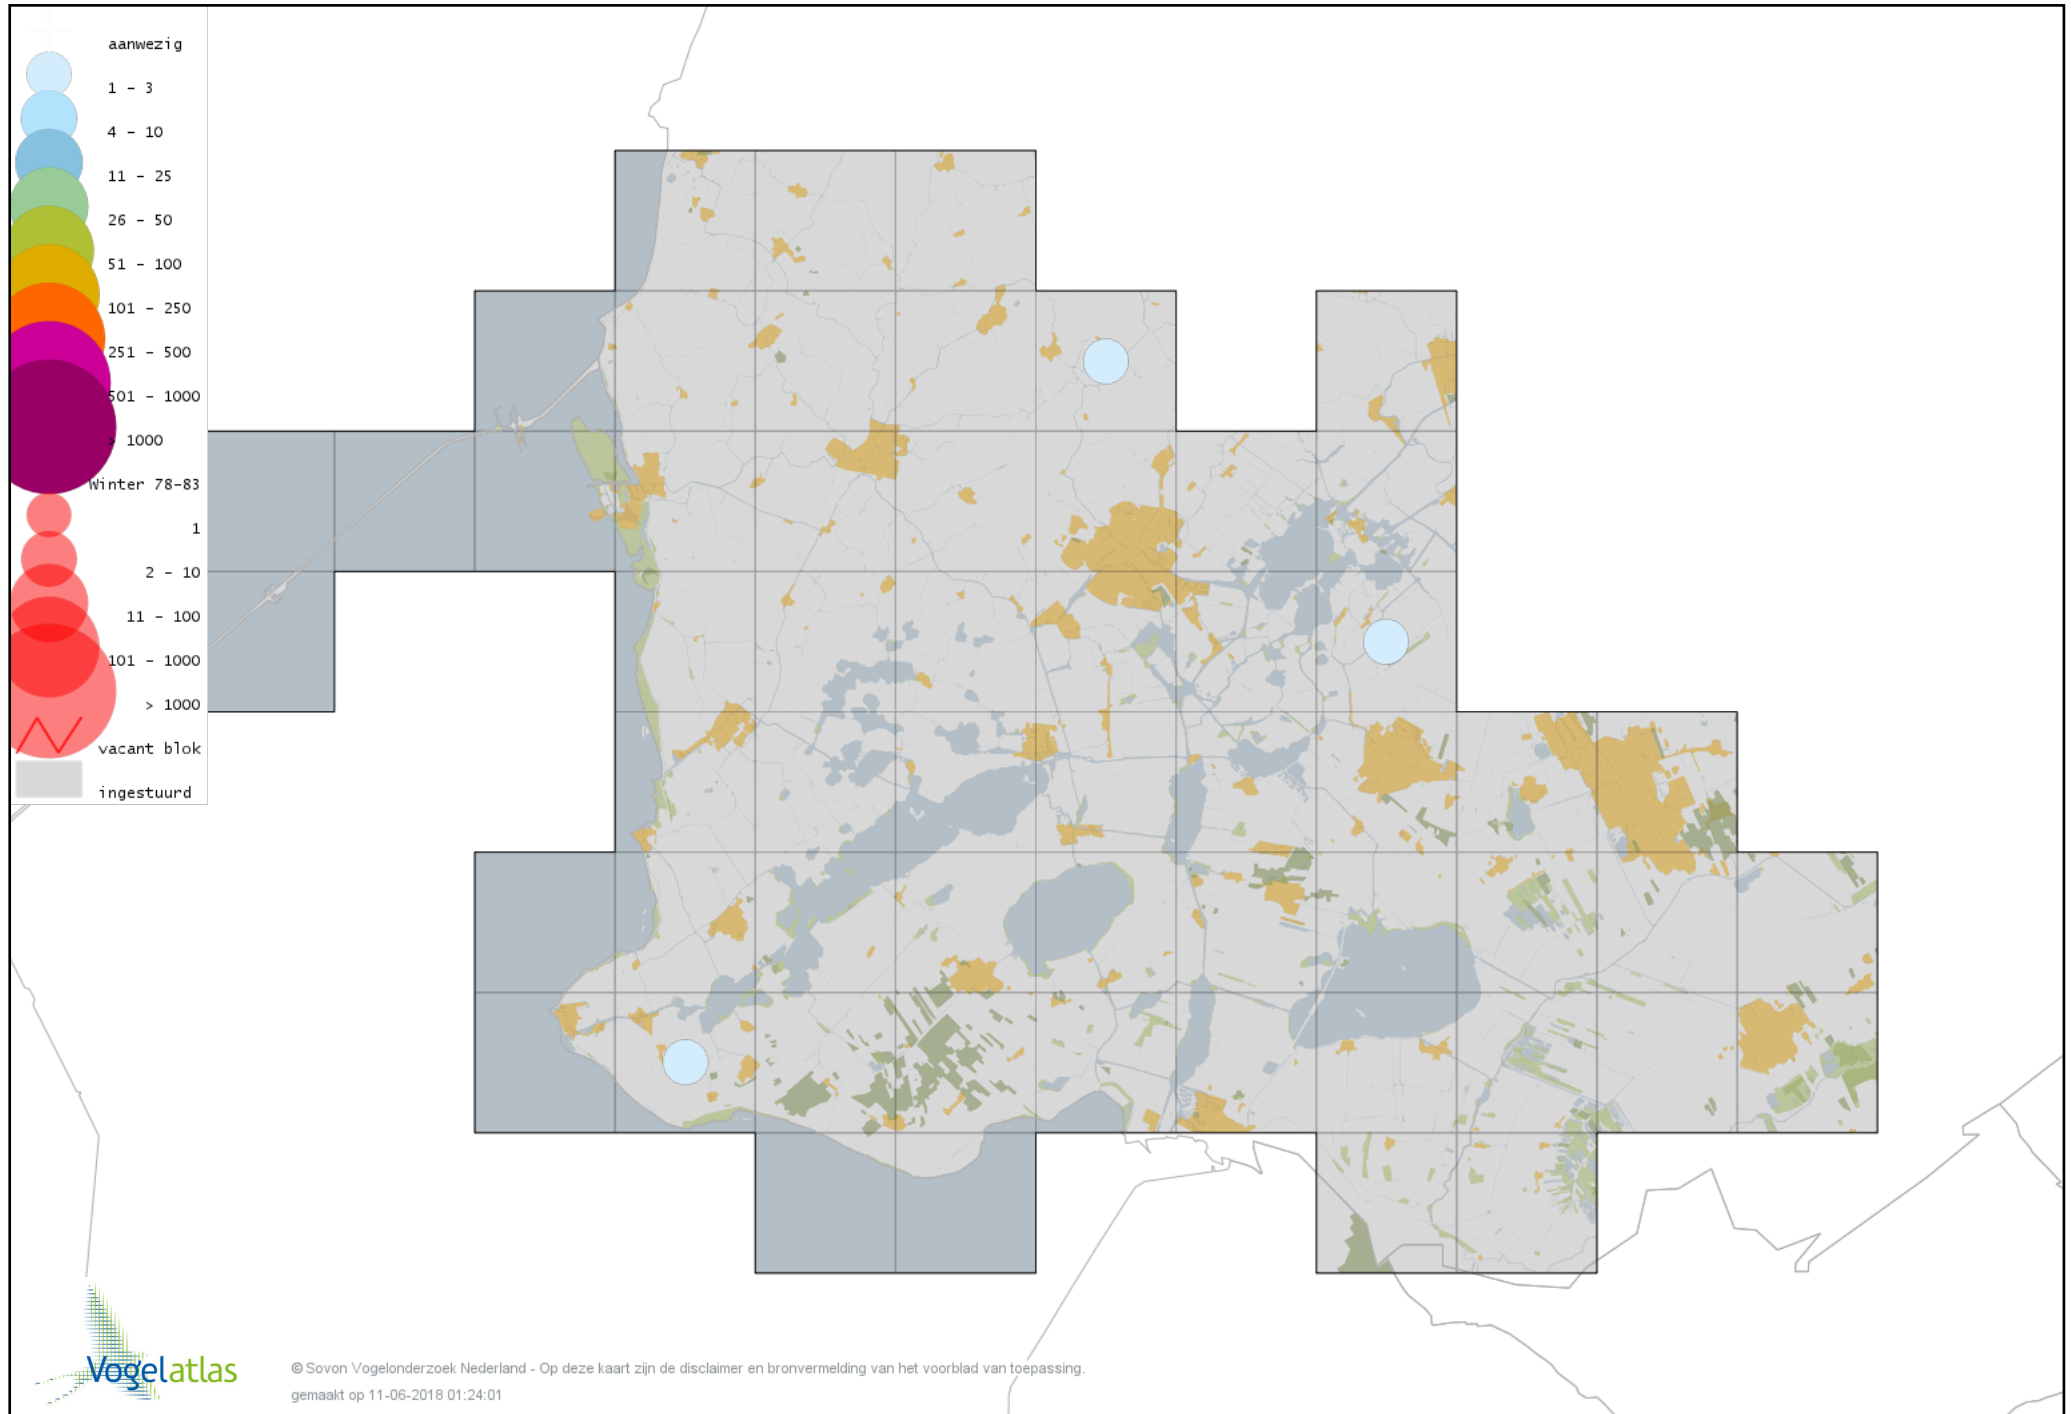 aanwezig
1 – 3
4 – 10
11 – 25
26 – 50
51 – 100
101 – 250
251 – 500
501 – 1000
> 1000
Winter 78-83
1
2 – 10
11 – 100
101 – 1000
> 1000
vacant blok
ingestuurd
Vogelatlas
© Sovon Vogelonderzoek Nederland - Op deze kaart zijn de disclaimer en bronvermelding van het voorblad van toepassing.
gemaakt op 11-06-2018 01:24:01